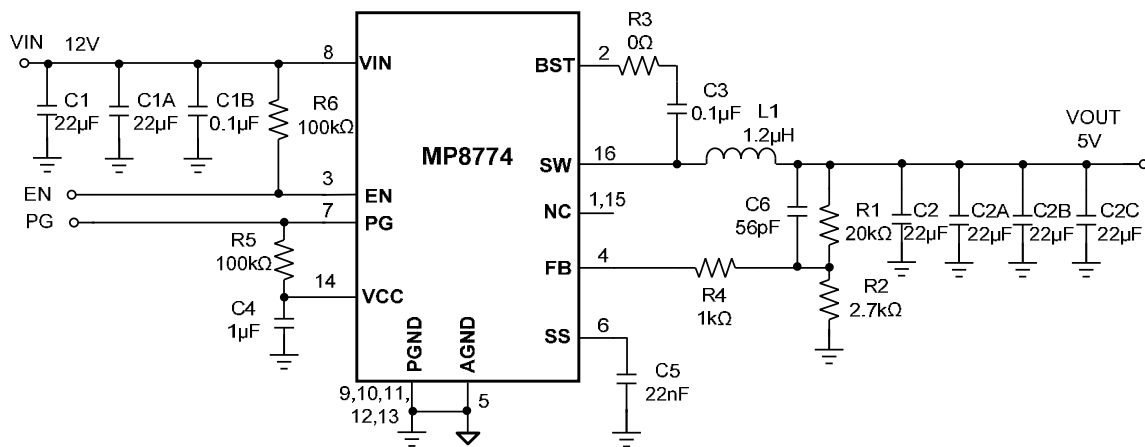 VIN
12V
8
VIN
C1
22µF
C1A
22µF
C1B
0.1µF
R6
100kΩ
EN
3
EN
PG
7
PG
R5
100kΩ
14
VCC
C4
1µF
MP8774
PGND
AGND
9,10,11,
12,13
5
BST
2
R3
0Ω
C3
0.1µF
L1
1.2µH
SW
16
NC
1,15
FB
4
R4
1kΩ
C6
56pF
R1
20kΩ
R2
2.7kΩ
SS
6
C5
22nF
C2
22µF
C2A
22µF
C2B
22µF
C2C
22µF
VOUT
5V